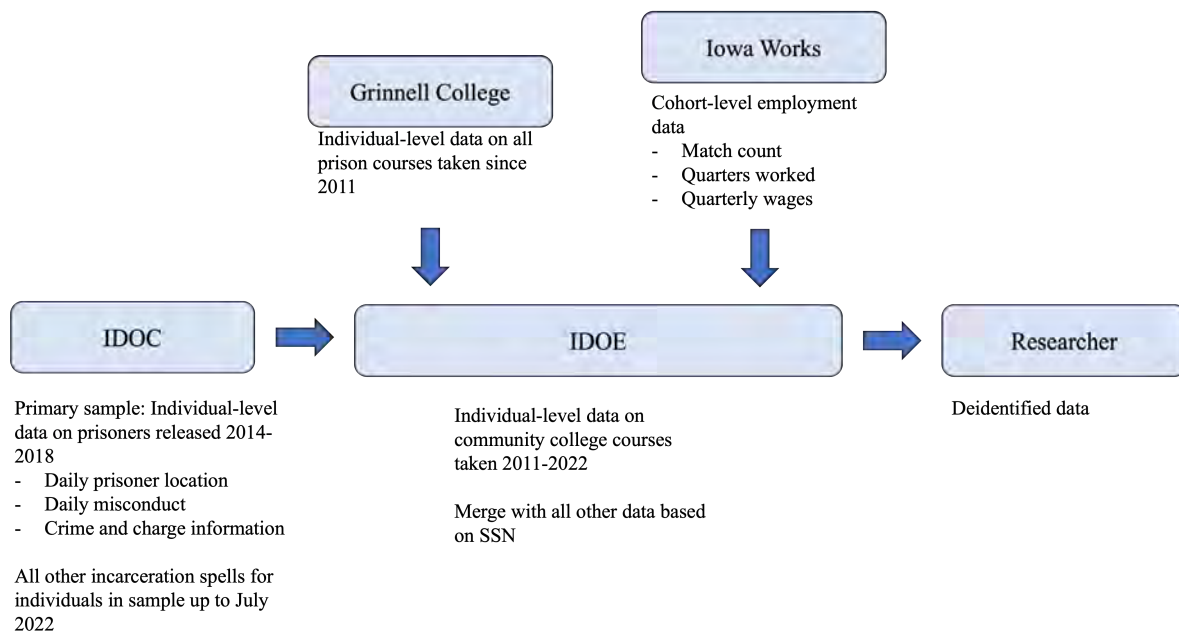 Iowa Works
Grinnell College
Cohort-level employment
data
- Match count
- Quarters worked
- Quarterly wages
Individual-level data on all
prison courses taken since
2011
IDOC
IDOE
Researcher
Primary sample: Individual-level
data on prisoners released 2014-
2018
- Daily prisoner location
- Daily misconduct
- Crime and charge information
All other incarceration spells for
individuals in sample up to July
2022
Individual-level data on
community college courses
taken 2011-2022
Merge with all other data based
on SSN
Deidentified data